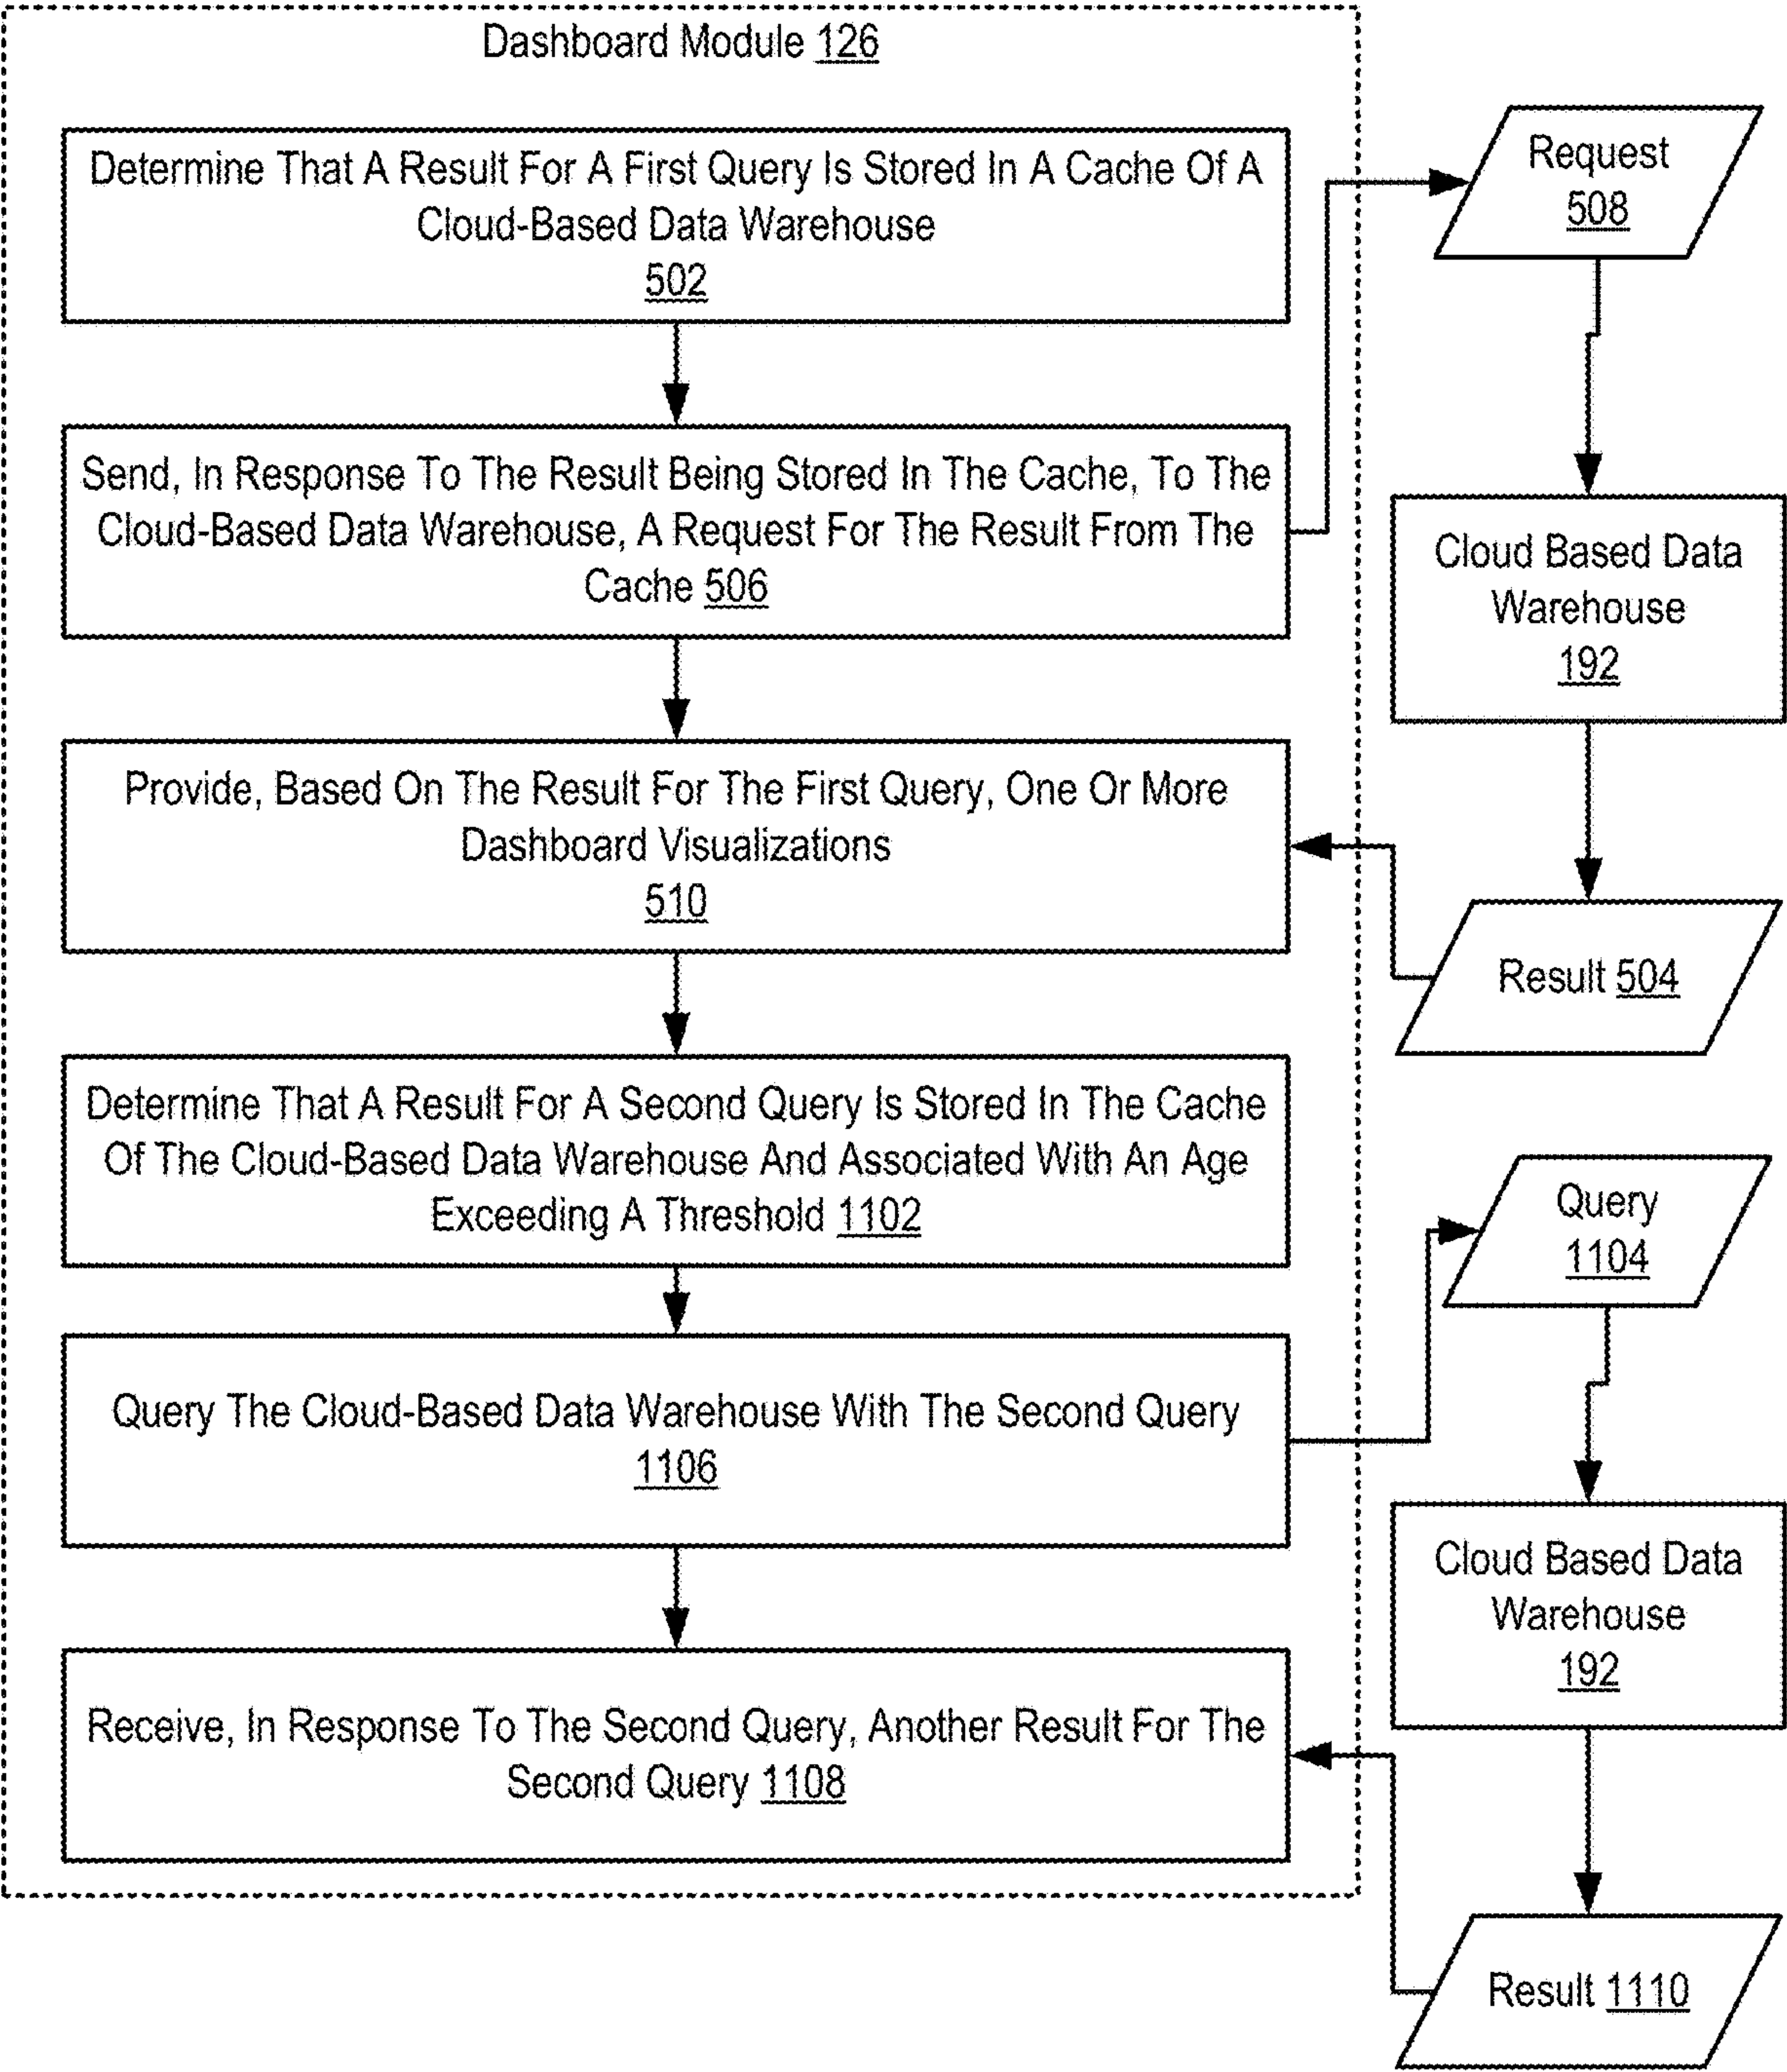 Dashboard Module 126
Determine That A Result For A First Query Is Stored In A Cache Of A
Cloud-Based Data Warehouse
502
Send, In Response To The Result Being Stored In The Cache, To The
Cloud-Based Data Warehouse, A Request For The Result From The
Cache 506
Provide, Based On The Result For The First Query, One Or More
Dashboard Visualizations
510
Determine That A Result For A Second Query Is Stored In The Cache
Of The Cloud-Based Data Warehouse And Associated With An Age
Exceeding A Threshold 1102
Query The Cloud-Based Data Warehouse With The Second Query
1106
Receive, In Response To The Second Query, Another Result For The
Second Query 1108
Request
508
Cloud Based Data
Warehouse
192
Result 504
Query
1104
Cloud Based Data
Warehouse
192
Result 1110